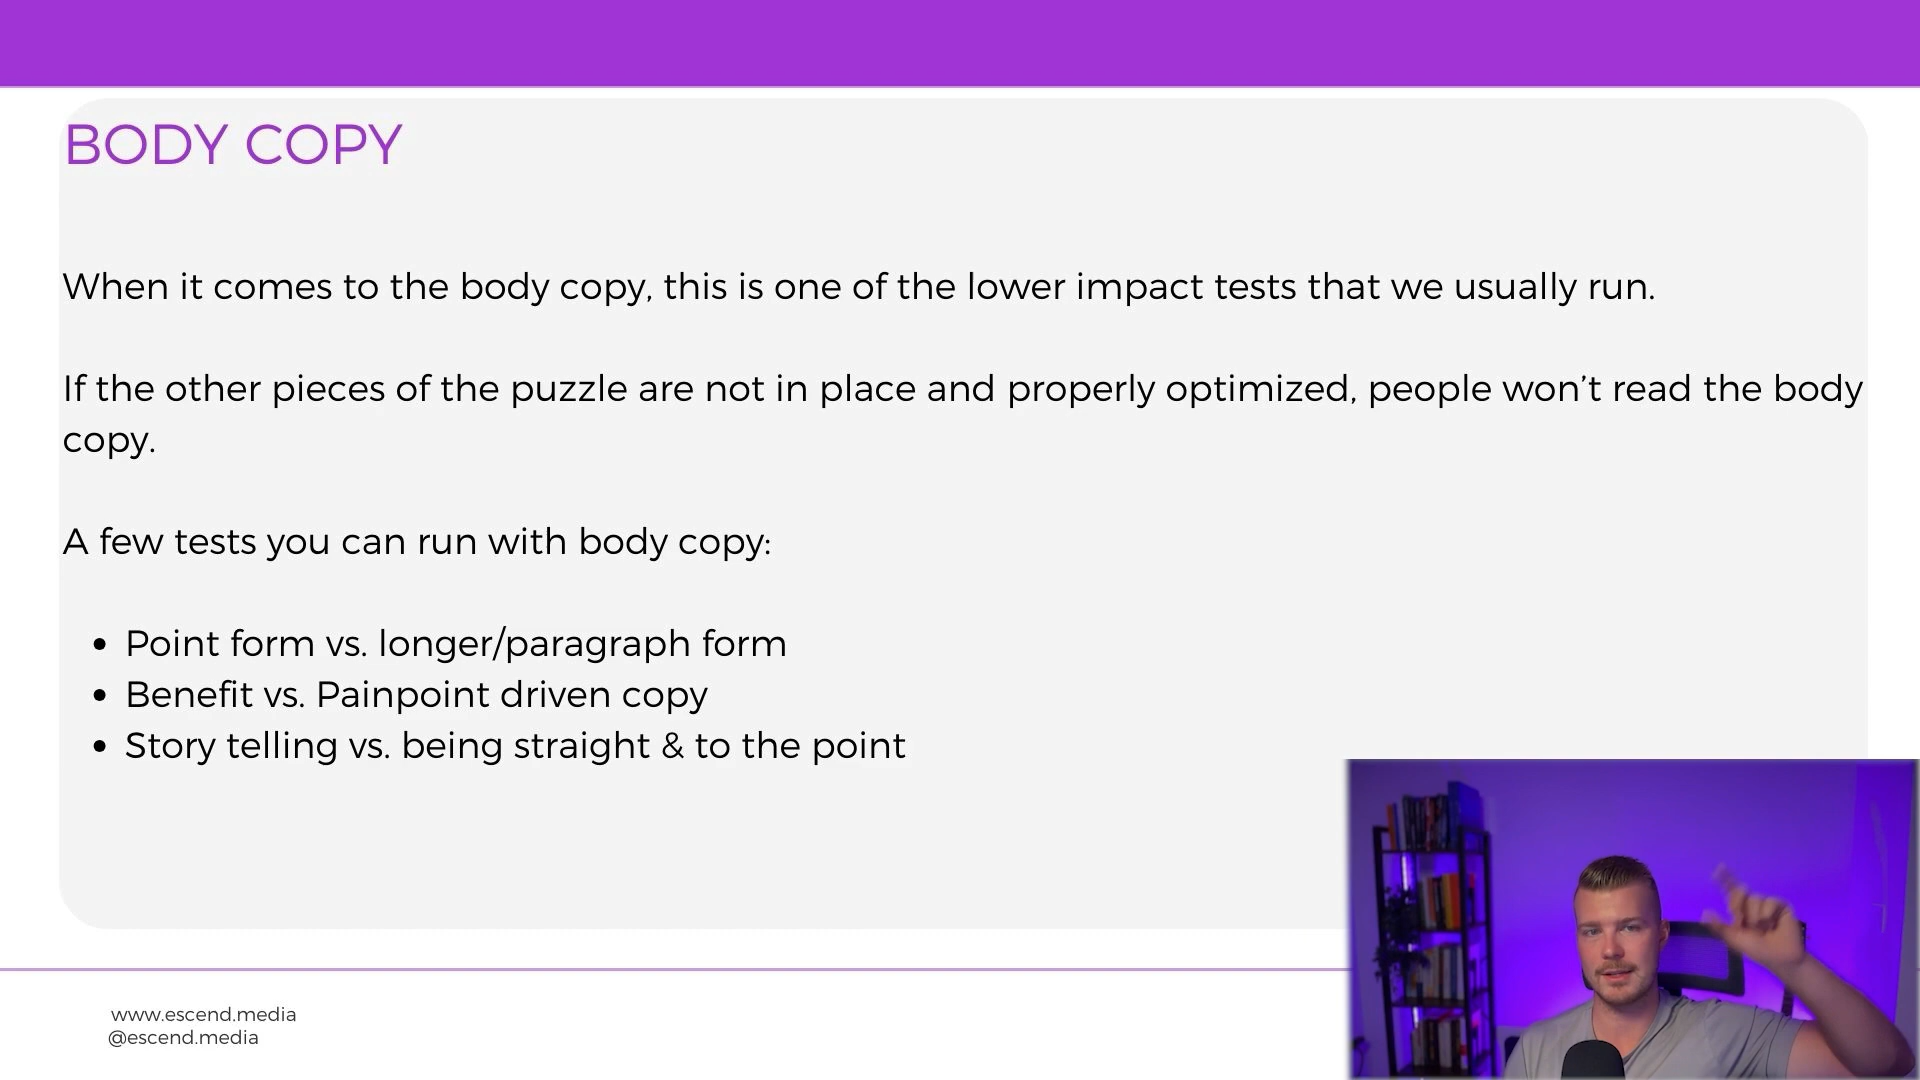 BODY COPY
When it comes to the body copy, this is one of the lower impact tests that we usually run.
If the other pieces of the puzzle are not in place and properly optimized, people won’t read the body
copy.
A few tests you can run with body copy:
• Point form vs. longer/paragraph form
• Benefit vs. Painpoint driven copy
• Story telling vs. being straight & to the point
www.escend.media
@escend.media